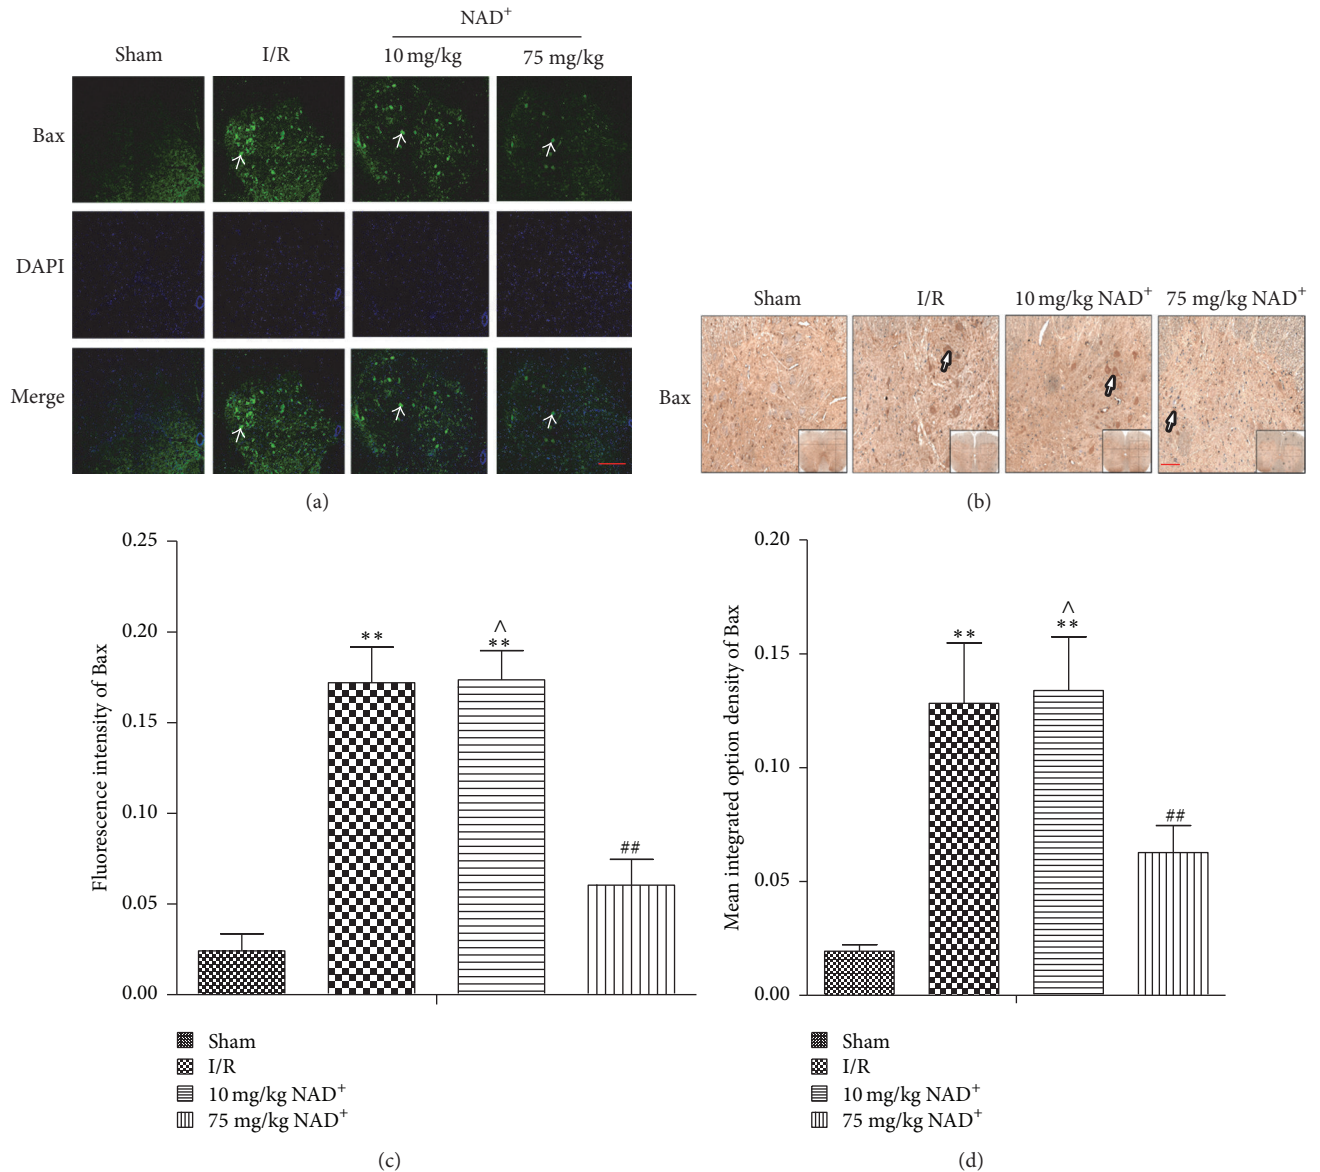 NAD+
Sham I/R 10 mg/kg 75 mg/kg
Bax
DAPI
Merge
(a)
Sham I/R 10 mg/kg NAD+ 75 mg/kg NAD+
Bax
(b)
Fluorescence intensity of Bax
0.25
0.20
0.15
0.10
0.05
0.00
**
^
**
##
Sham
I/R
10 mg/kg NAD+
75 mg/kg NAD+
(c)
Mean integrated option density of Bax
0.20
0.15
0.10
0.05
0.00
**
^
**
##
Sham
I/R
10 mg/kg NAD+
75 mg/kg NAD+
(d)